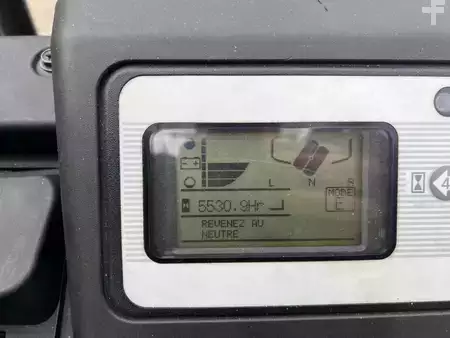 F
L N S
5530.9Hr
MODE
E
REVENEZ AU
NEUTRE
4